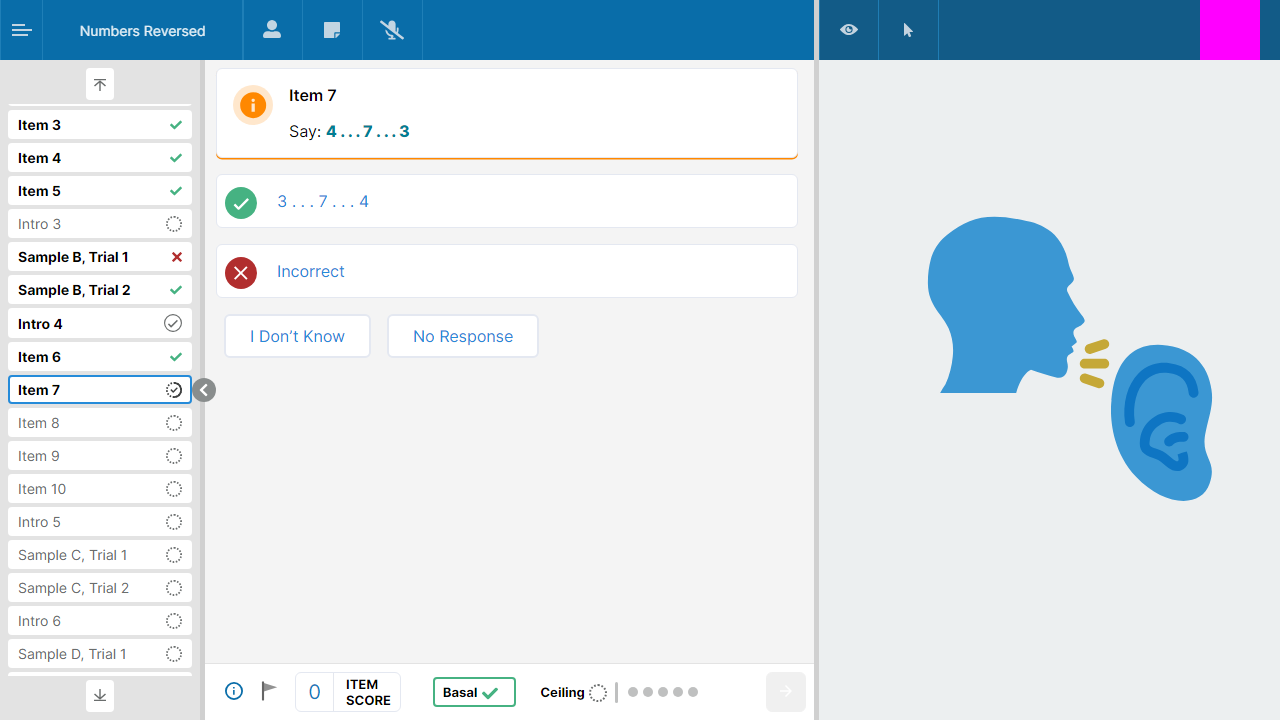 Numbers Reversed
Item 3
Item 4
Item 5
Intro 3
Sample B, Trial 1
Sample B, Trial 2
Intro 4
Item 6
Item 7
Item 8
Item 9
Item 10
Intro 5
Sample C, Trial 1
Sample C, Trial 2
Intro 6
Sample D, Trial 1
Item 7
Say: 4 . . . 7 . . . 3
3 . . . 7 . . . 4
Incorrect
I Don’t Know
No Response
0
ITEM
SCORE
Basal
Ceiling